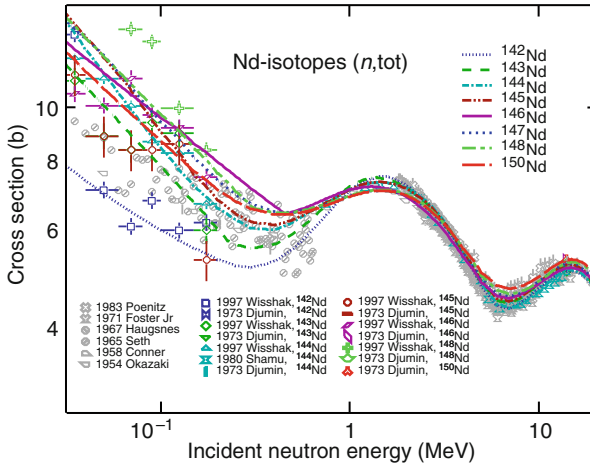 Nd-isotopes (n,tot)
142Nd
143Nd
144Nd
145Nd
146Nd
147Nd
148Nd
150Nd
Cross section (b)
10
8
6
4
1983 Poenitz
1971 Foster Jr
1967 Haugsnes
1965 Seth
1958 Conner
1954 Okazaki
1997 Wisshak, 142Nd
1973 Djumin, 142Nd
1997 Wisshak, 143Nd
1973 Djumin, 143Nd
1997 Wisshak, 144Nd
1980 Shamu, 144Nd
1973 Djumin, 144Nd
1997 Wisshak, 145Nd
1973 Djumin, 145Nd
1997 Wisshak, 146Nd
1973 Djumin, 146Nd
1997 Wisshak, 148Nd
1973 Djumin, 148Nd
1973 Djumin, 150Nd
10⁻¹
1
10
Incident neutron energy (MeV)